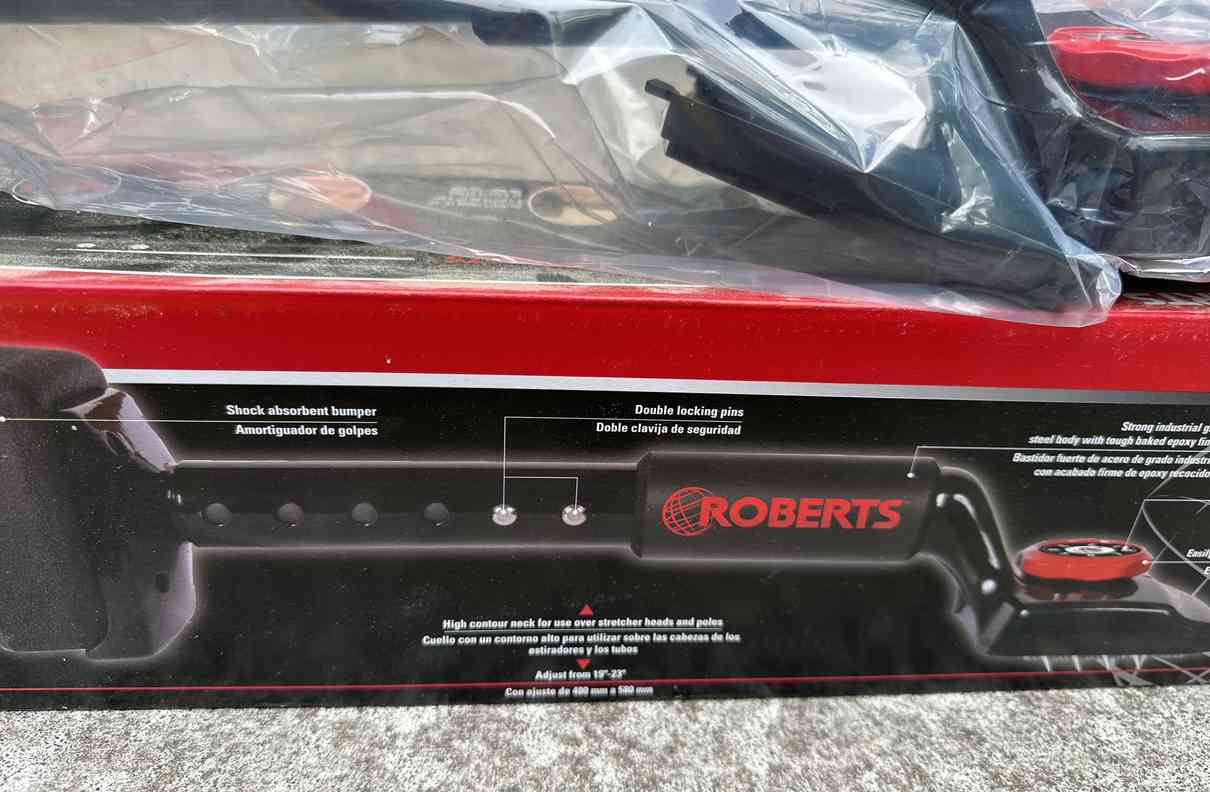 Shock absorbent bumper
Amortiguador de golpes
Double locking pins
Doble clavija de seguridad
Strong industrial g
steel body with tough baked epoxy fin
Bastidor fuerte de acero de grado industri
con acabado firme de epoxy recocido
ROBERTS
Easily
E
High contour neck for use over stretcher heads and poles
Cuello con un contorno alto para utilizar sobre las cabezas de los
estiradores y los tubos
Adjust from 19"-23"
Con ajuste de 480 mm a 580 mm